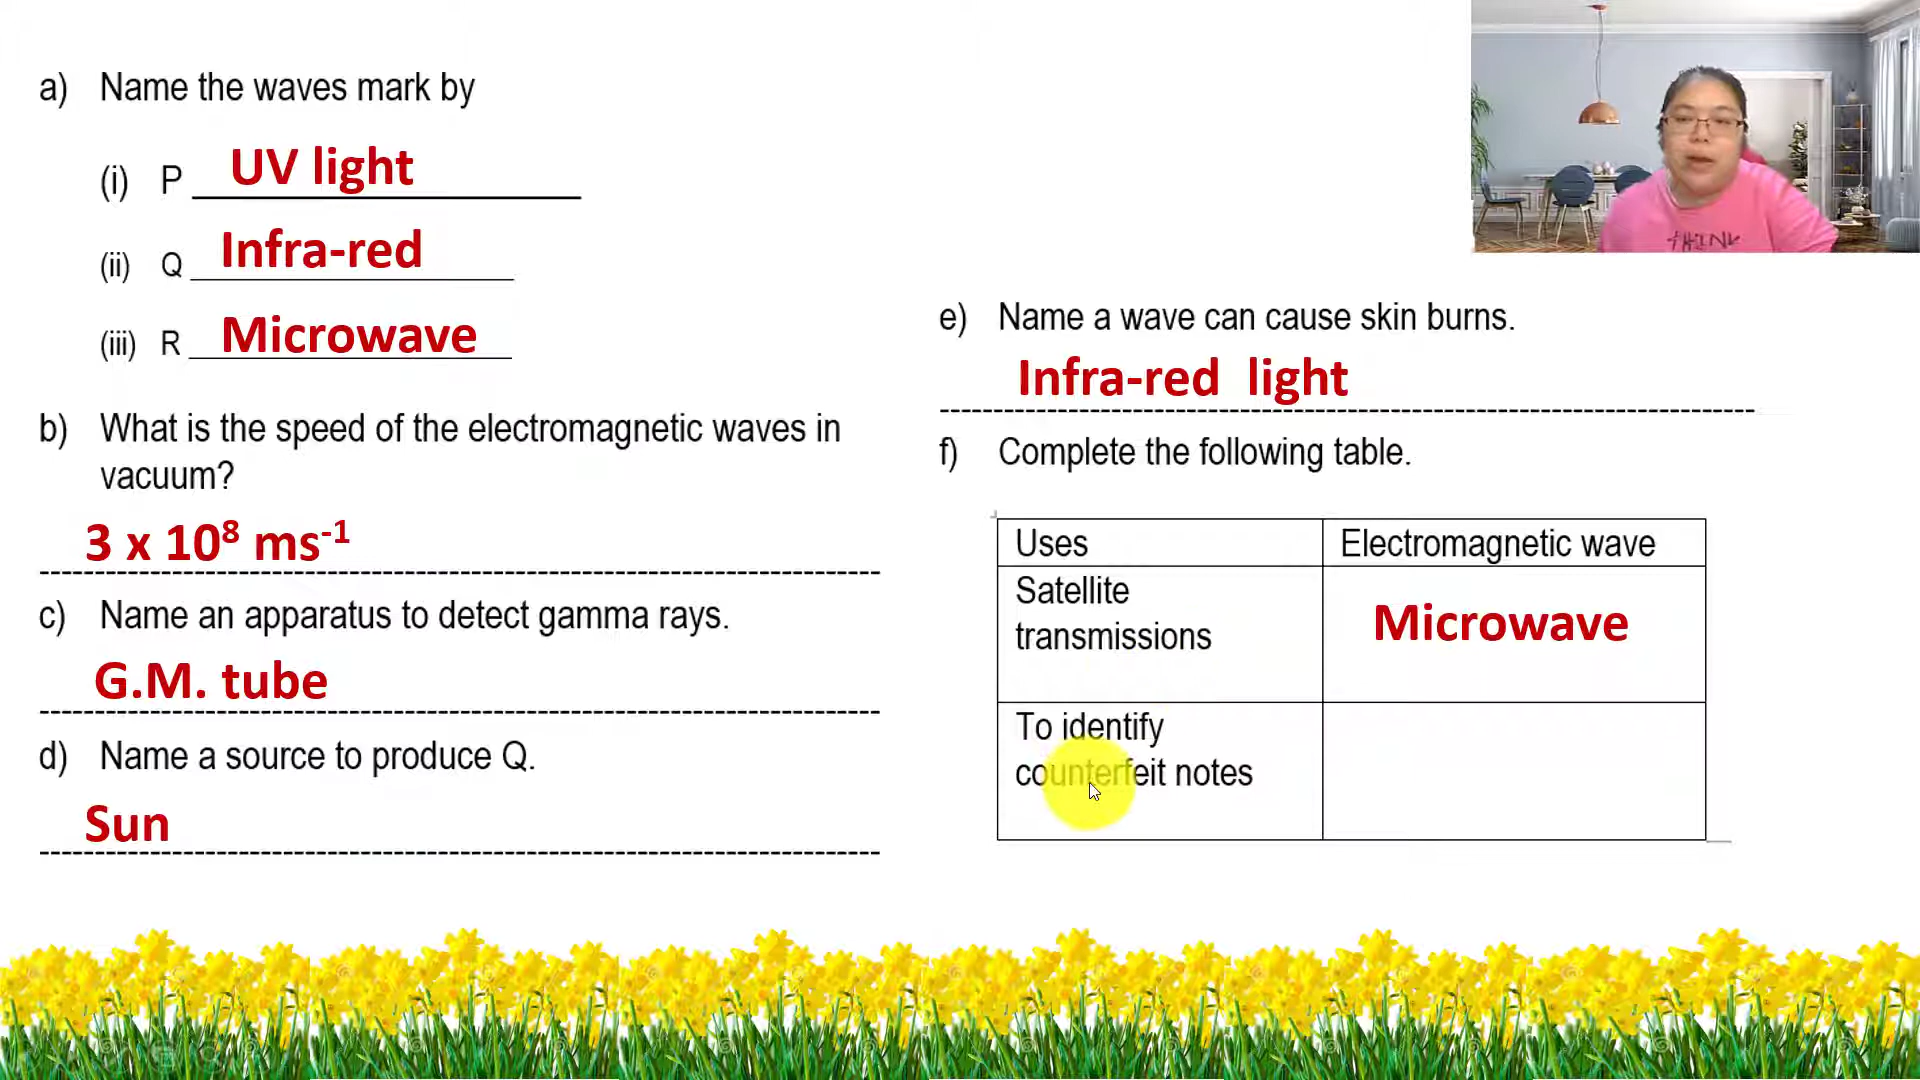 a) Name the waves mark by
(i) P UV light
(ii) Q Infra-red
(iii) R Microwave
b) What is the speed of the electromagnetic waves in
vacuum?
3 x 10⁸ ms⁻¹
c) Name an apparatus to detect gamma rays.
G.M. tube
d) Name a source to produce Q.
Sun
THINK
e) Name a wave can cause skin burns.
Infra-red light
f) Complete the following table.
Uses Electromagnetic wave
Satellite
transmissions
Microwave
To identify
counterfeit notes